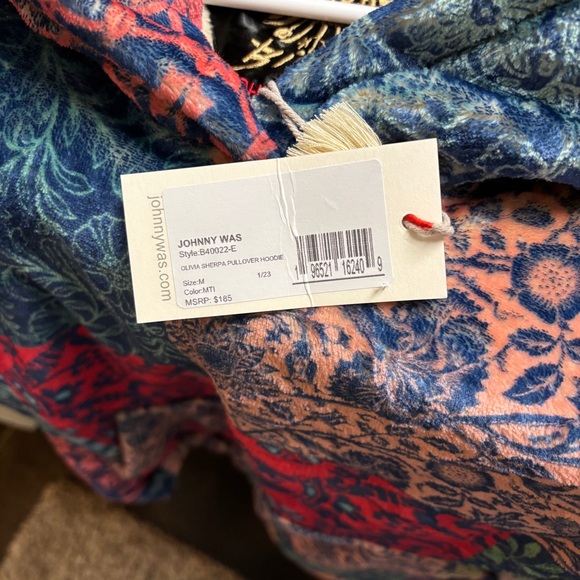 johnnywas.com
JOHNNY WAS
Style:B40022-E
OLIVIA SHERPA PULLOVER HOODIE
1/23
Size:M
Color:MTI
MSRP: $185
1 96521 16240 9